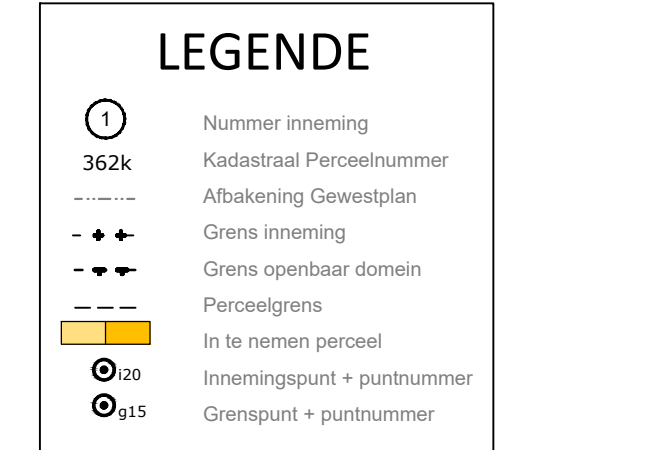 LEGENDE
1 Nummer inneming
362k Kadastraal Perceelnummer
Afbakening Gewestplan
Grens inneming
Grens openbaar domein
Perceelgrens
In te nemen perceel
i20 Innemingspunt + puntnummer
g15 Grenspunt + puntnummer